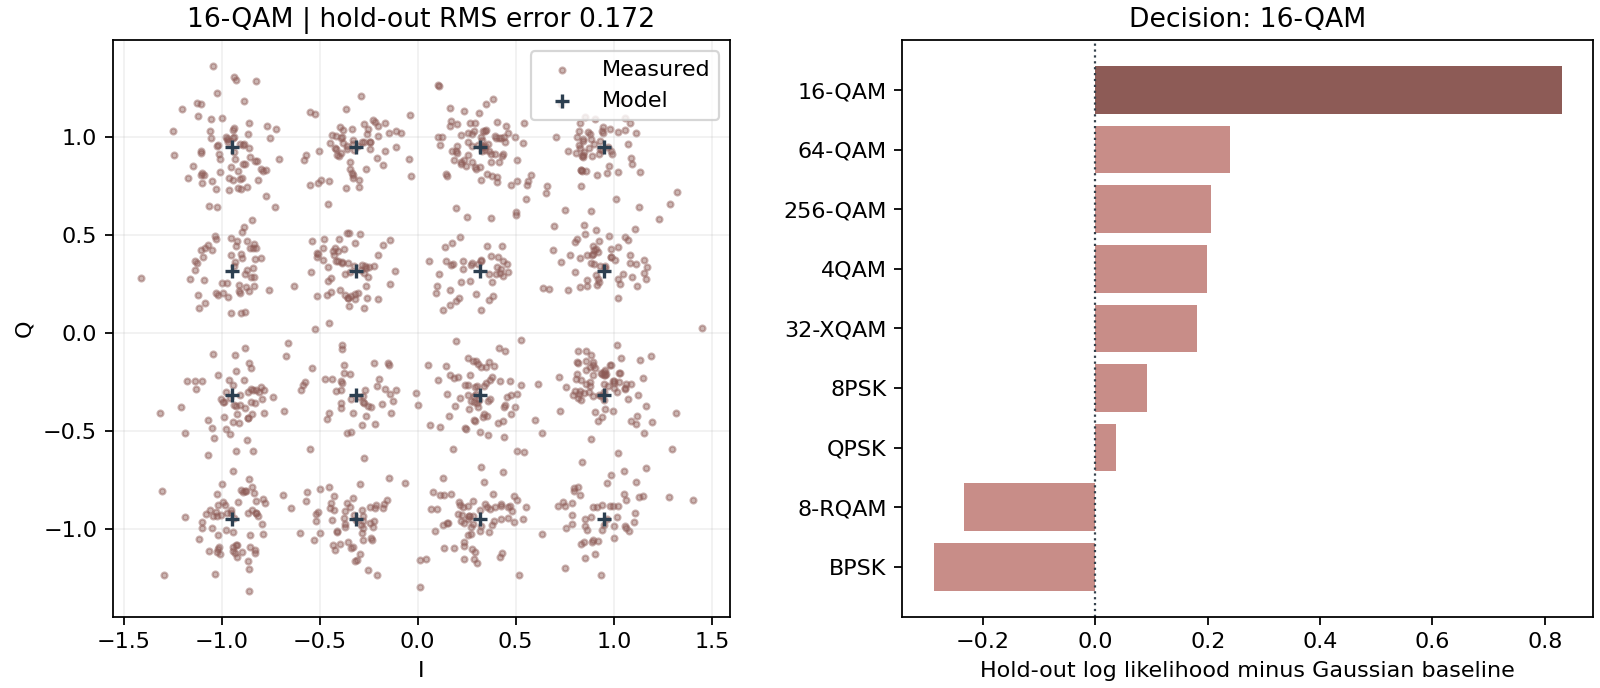 16-QAM | hold-out RMS error 0.172
Measured
Model
1.0
0.5
0.0
−0.5
−1.0
Q
−1.5
−1.0
−0.5
0.0
0.5
1.0
1.5
I
Decision: 16-QAM
16-QAM
64-QAM
256-QAM
4QAM
32-XQAM
8PSK
QPSK
8-RQAM
BPSK
−0.2
0.0
0.2
0.4
0.6
0.8
Hold-out log likelihood minus Gaussian baseline